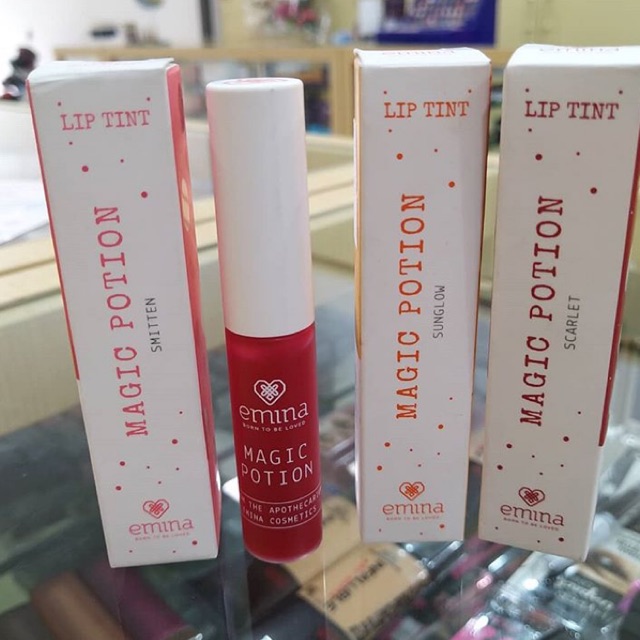 LIP TINT
MAGIC POTION
SMITTEN
emina
BORN TO BE LOVED
emina
BORN TO BE LOVED
MAGIC
POTION
THE APOTHECARY
COSMETICS
emina
LIP TINT
MAGIC POTION
SUNGLOW
emina
BORN TO BE LOVED
emina
LIP TINT
MAGIC POTION
SCARLET
emina
BORN TO BE LOVED